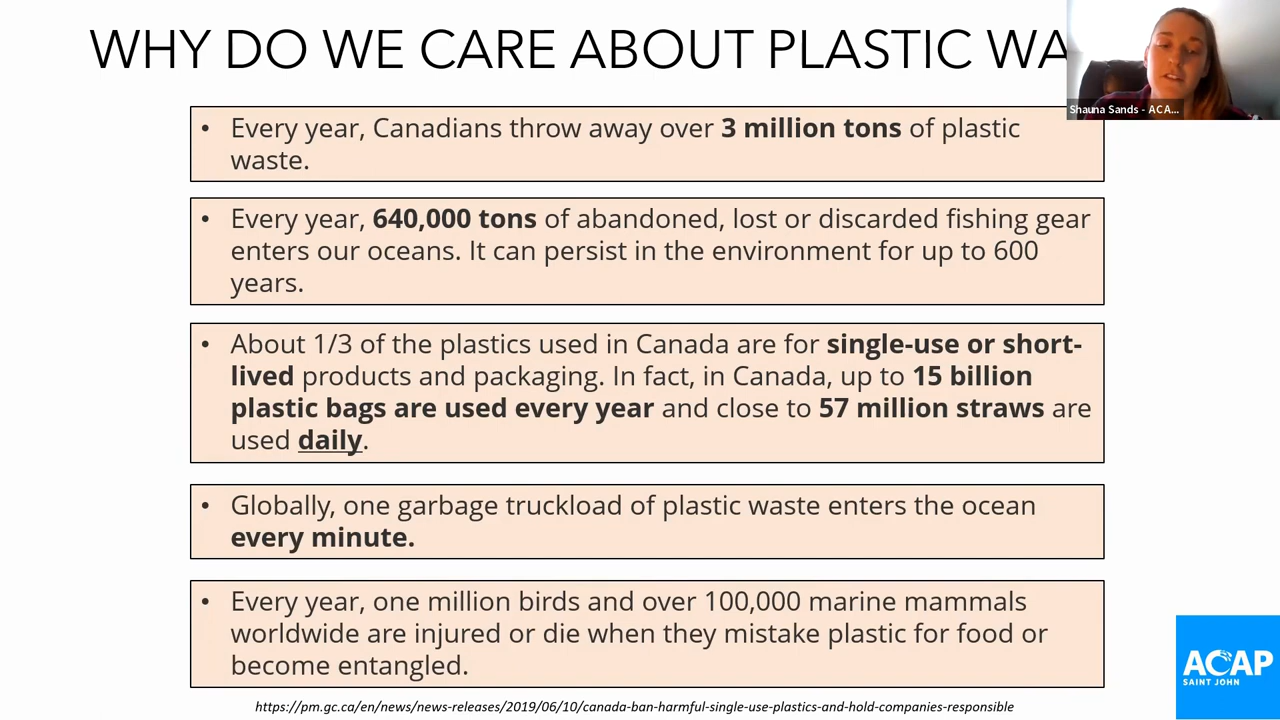 WHY DO WE CARE ABOUT PLASTIC WA
Shauna Sands - ACA...
• Every year, Canadians throw away over 3 million tons of plastic
waste.
• Every year, 640,000 tons of abandoned, lost or discarded fishing gear
enters our oceans. It can persist in the environment for up to 600
years.
• About 1/3 of the plastics used in Canada are for single-use or short-
lived products and packaging. In fact, in Canada, up to 15 billion
plastic bags are used every year and close to 57 million straws are
used daily.
• Globally, one garbage truckload of plastic waste enters the ocean
every minute.
• Every year, one million birds and over 100,000 marine mammals
worldwide are injured or die when they mistake plastic for food or
become entangled.
ACAP
SAINT JOHN
https://pm.gc.ca/en/news/news-releases/2019/06/10/canada-ban-harmful-single-use-plastics-and-hold-companies-responsible